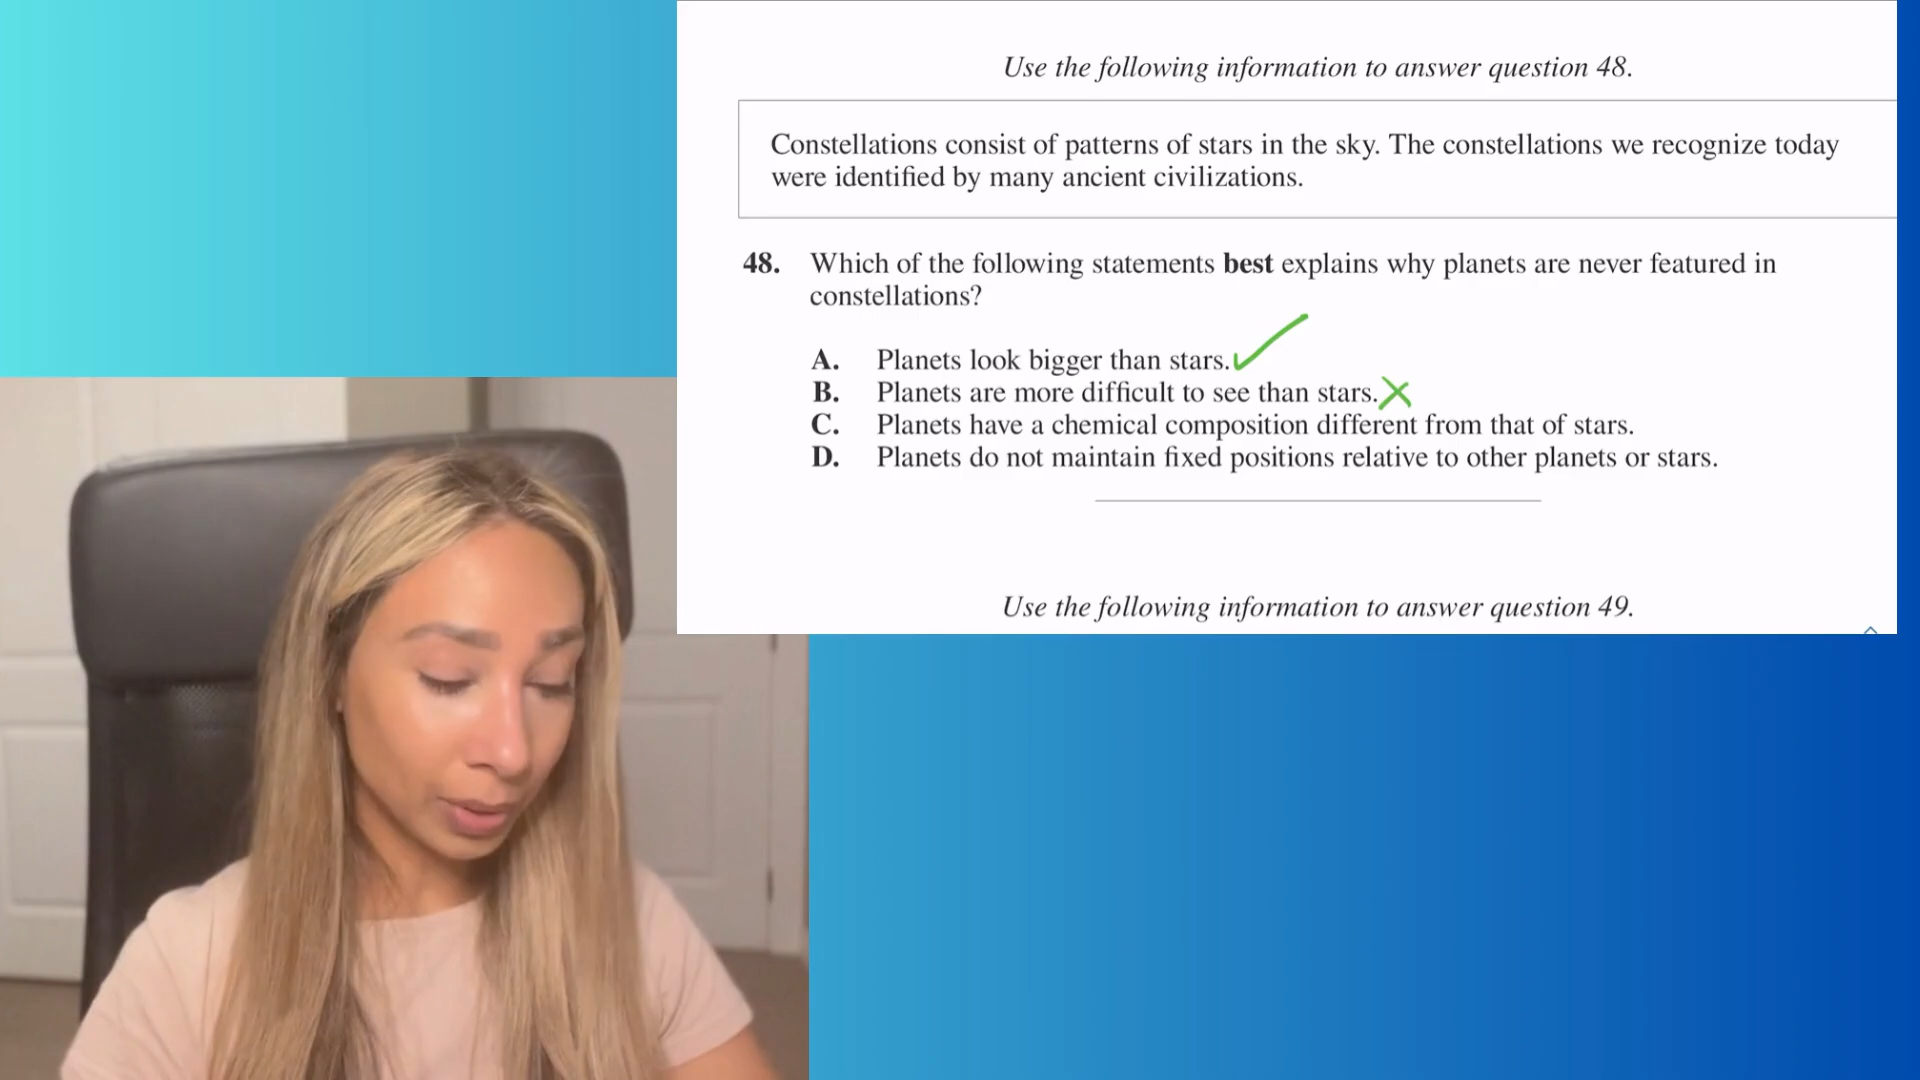 Use the following information to answer question 48.
Constellations consist of patterns of stars in the sky. The constellations we recognize today
were identified by many ancient civilizations.
48. Which of the following statements best explains why planets are never featured in
constellations?
A. Planets look bigger than stars.
B. Planets are more difficult to see than stars.
C. Planets have a chemical composition different from that of stars.
D. Planets do not maintain fixed positions relative to other planets or stars.
Use the following information to answer question 49.